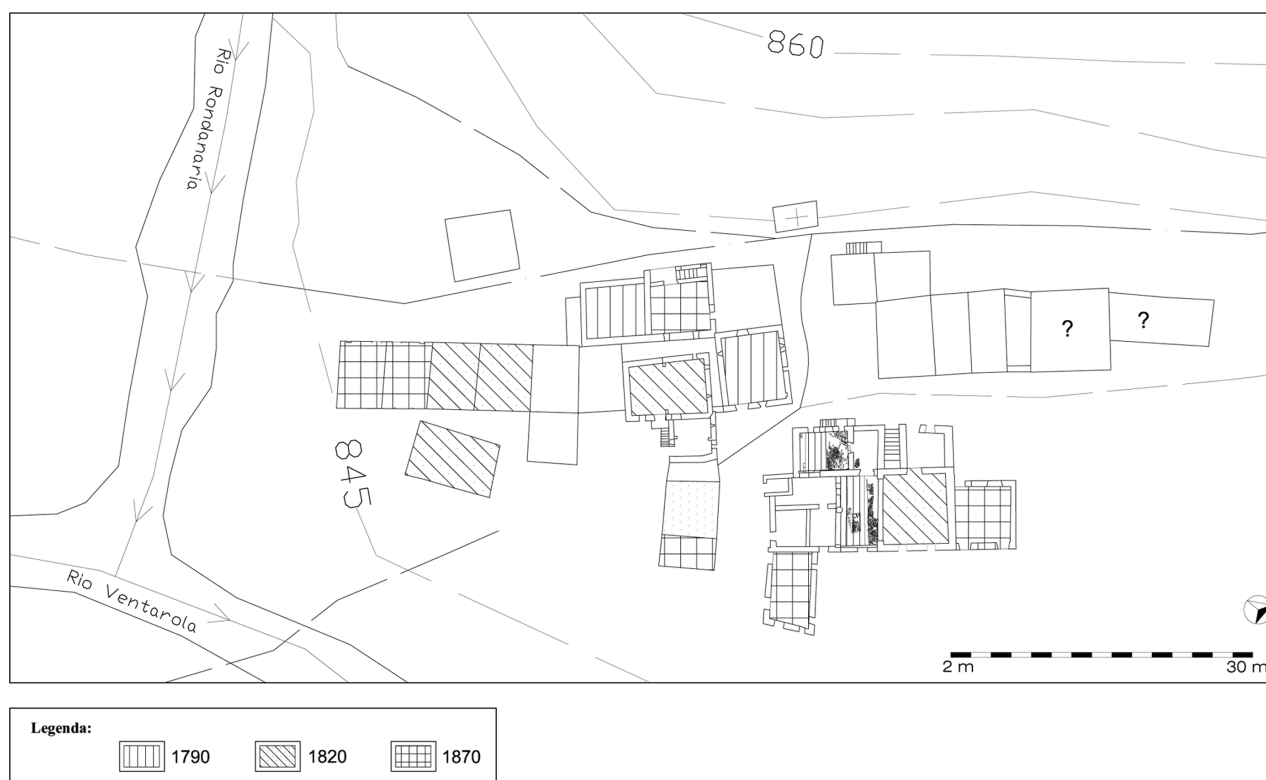 860
Rio Rondanaria
?
?
845
Rio Ventarola
2 m 30 m
Legenda:
1790 1820 1870